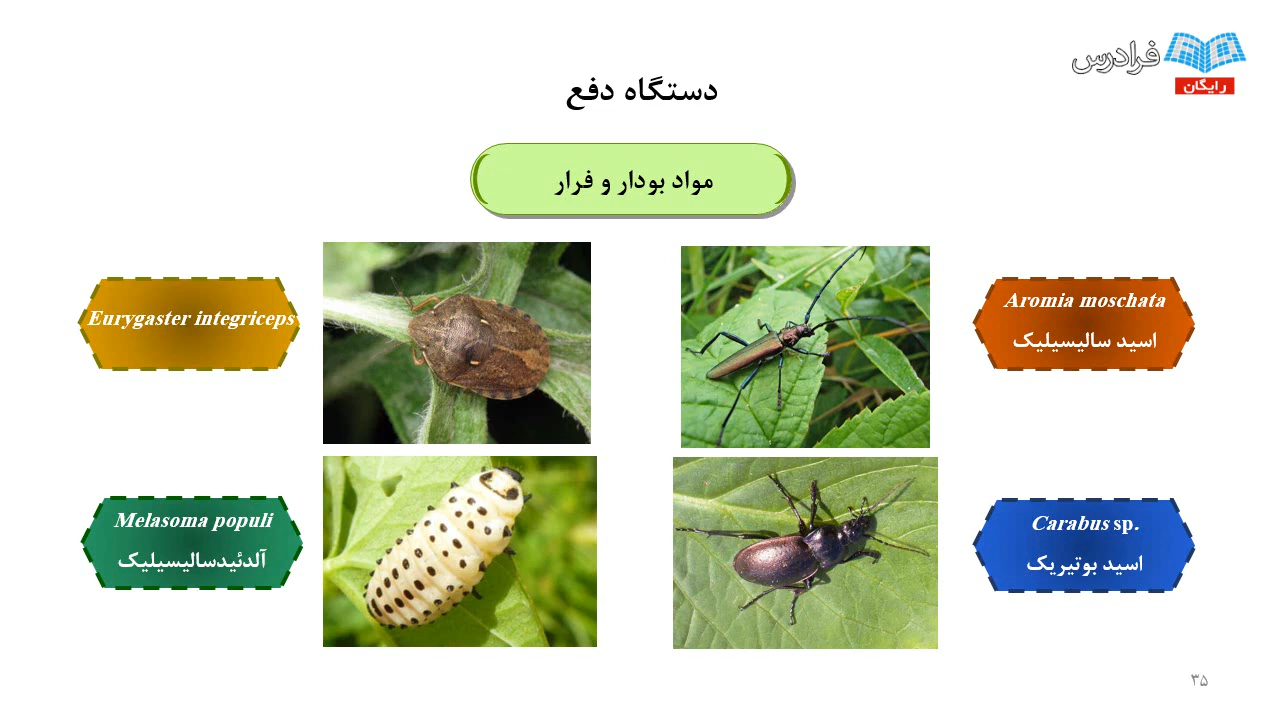 فرادرس
رایگان
دستگاه دفع
مواد بودار و فرار
Aromia moschata
اسید سالیسیلیک
Eurygaster integriceps
Carabus sp.
اسید بوتیریک
Melasoma populi
آلدئیدسالیسیلیک
۳۵